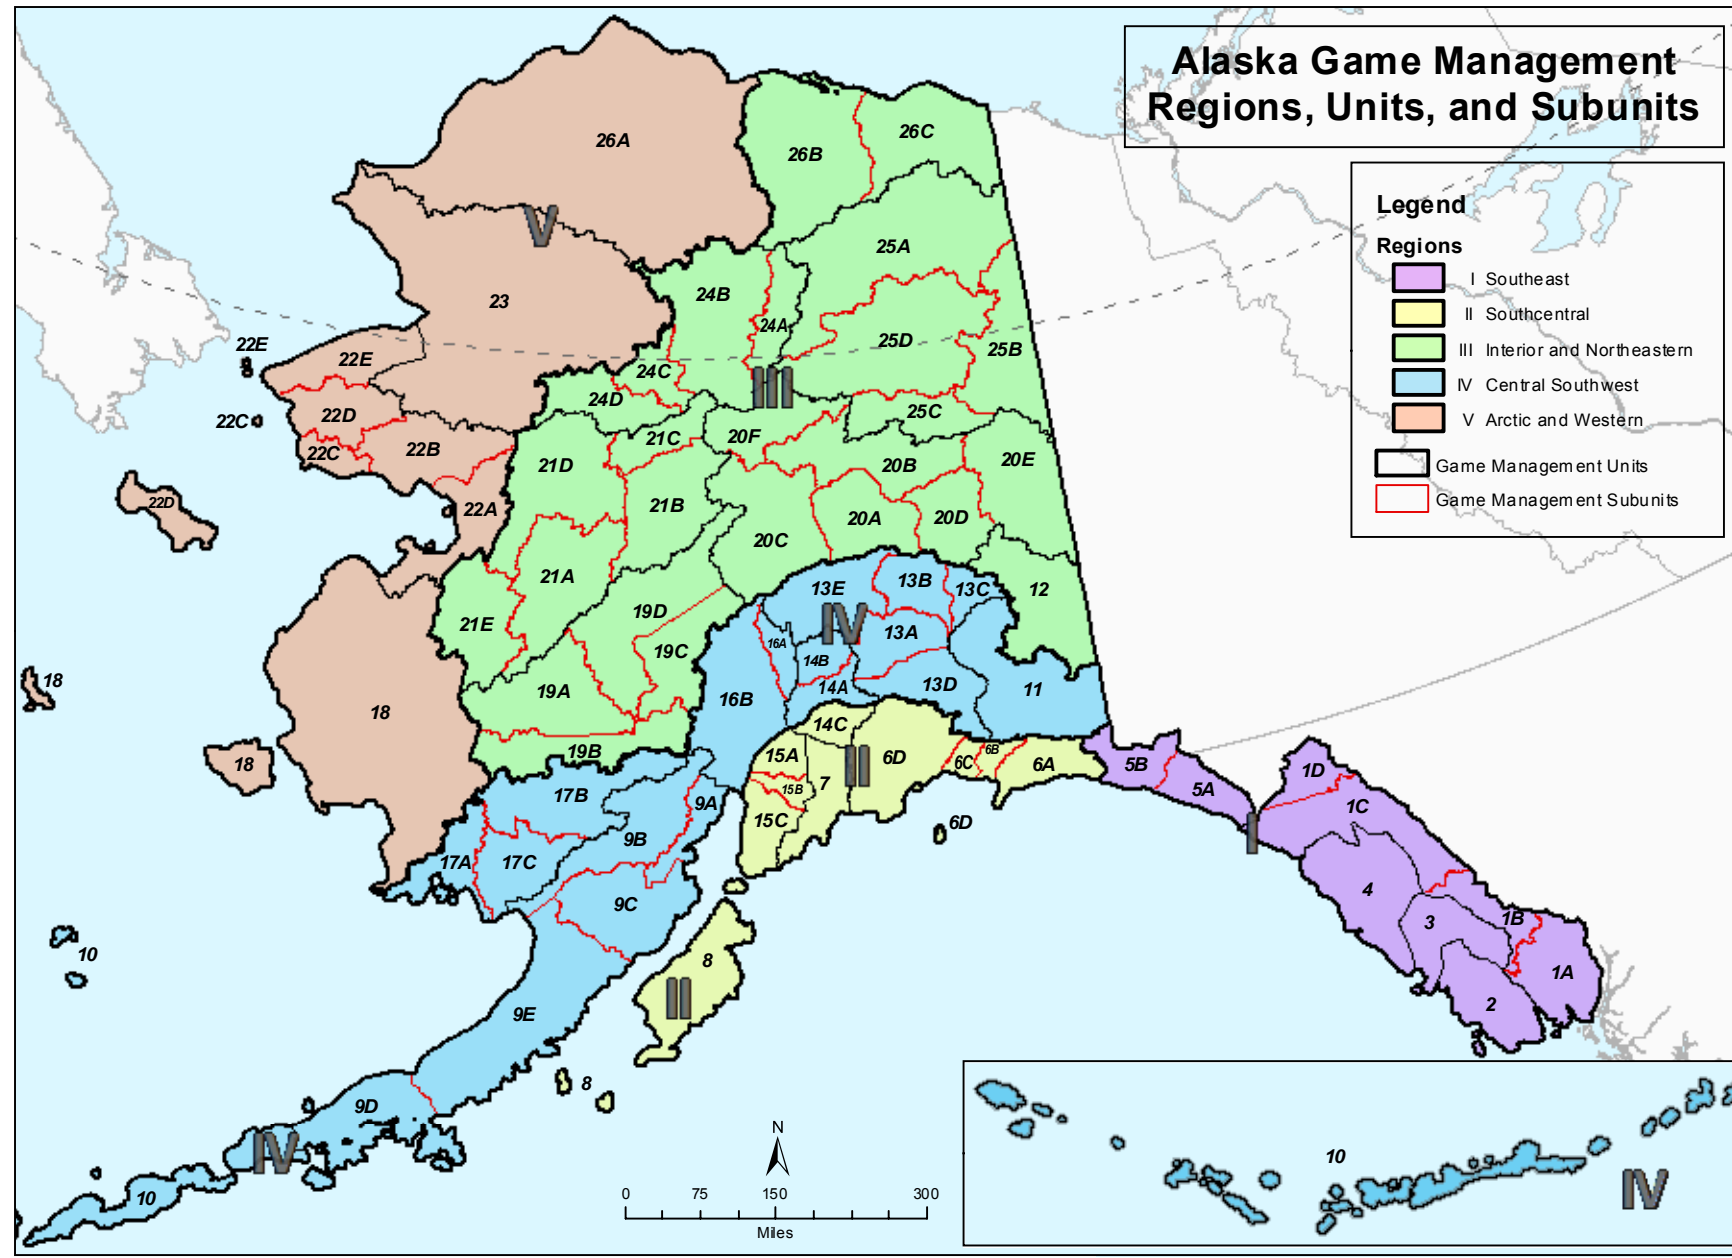 Alaska Game Management
Regions, Units, and Subunits
Legend
Regions
I Southeast
II Southcentral
III Interior and Northeastern
IV Central Southwest
V Arctic and Western
Game Management Units
Game Management Subunits
26A
26B
26C
V
25A
23
24B
24A
25D
25B
22E
22E
24C
III
24D
25C
22D
22C
21C
20F
22B
22C
21D
20B
20E
22D
21B
22A
20A
20D
20C
21A
13E
13B
13C
12
19D
IV
21E
13A
16A
19C
14B
18
19A
14A
13D
11
16B
18
14C
19B
15A
II
6D
6C
6B
6A
18
5B
1D
7
15B
5A
17B
9A
1C
15C
6D
9B
I
17A
17C
4
9C
3
1B
10
8
1A
II
2
9E
8
9D
IV
10
N
0 75 150 300
Miles
10
IV